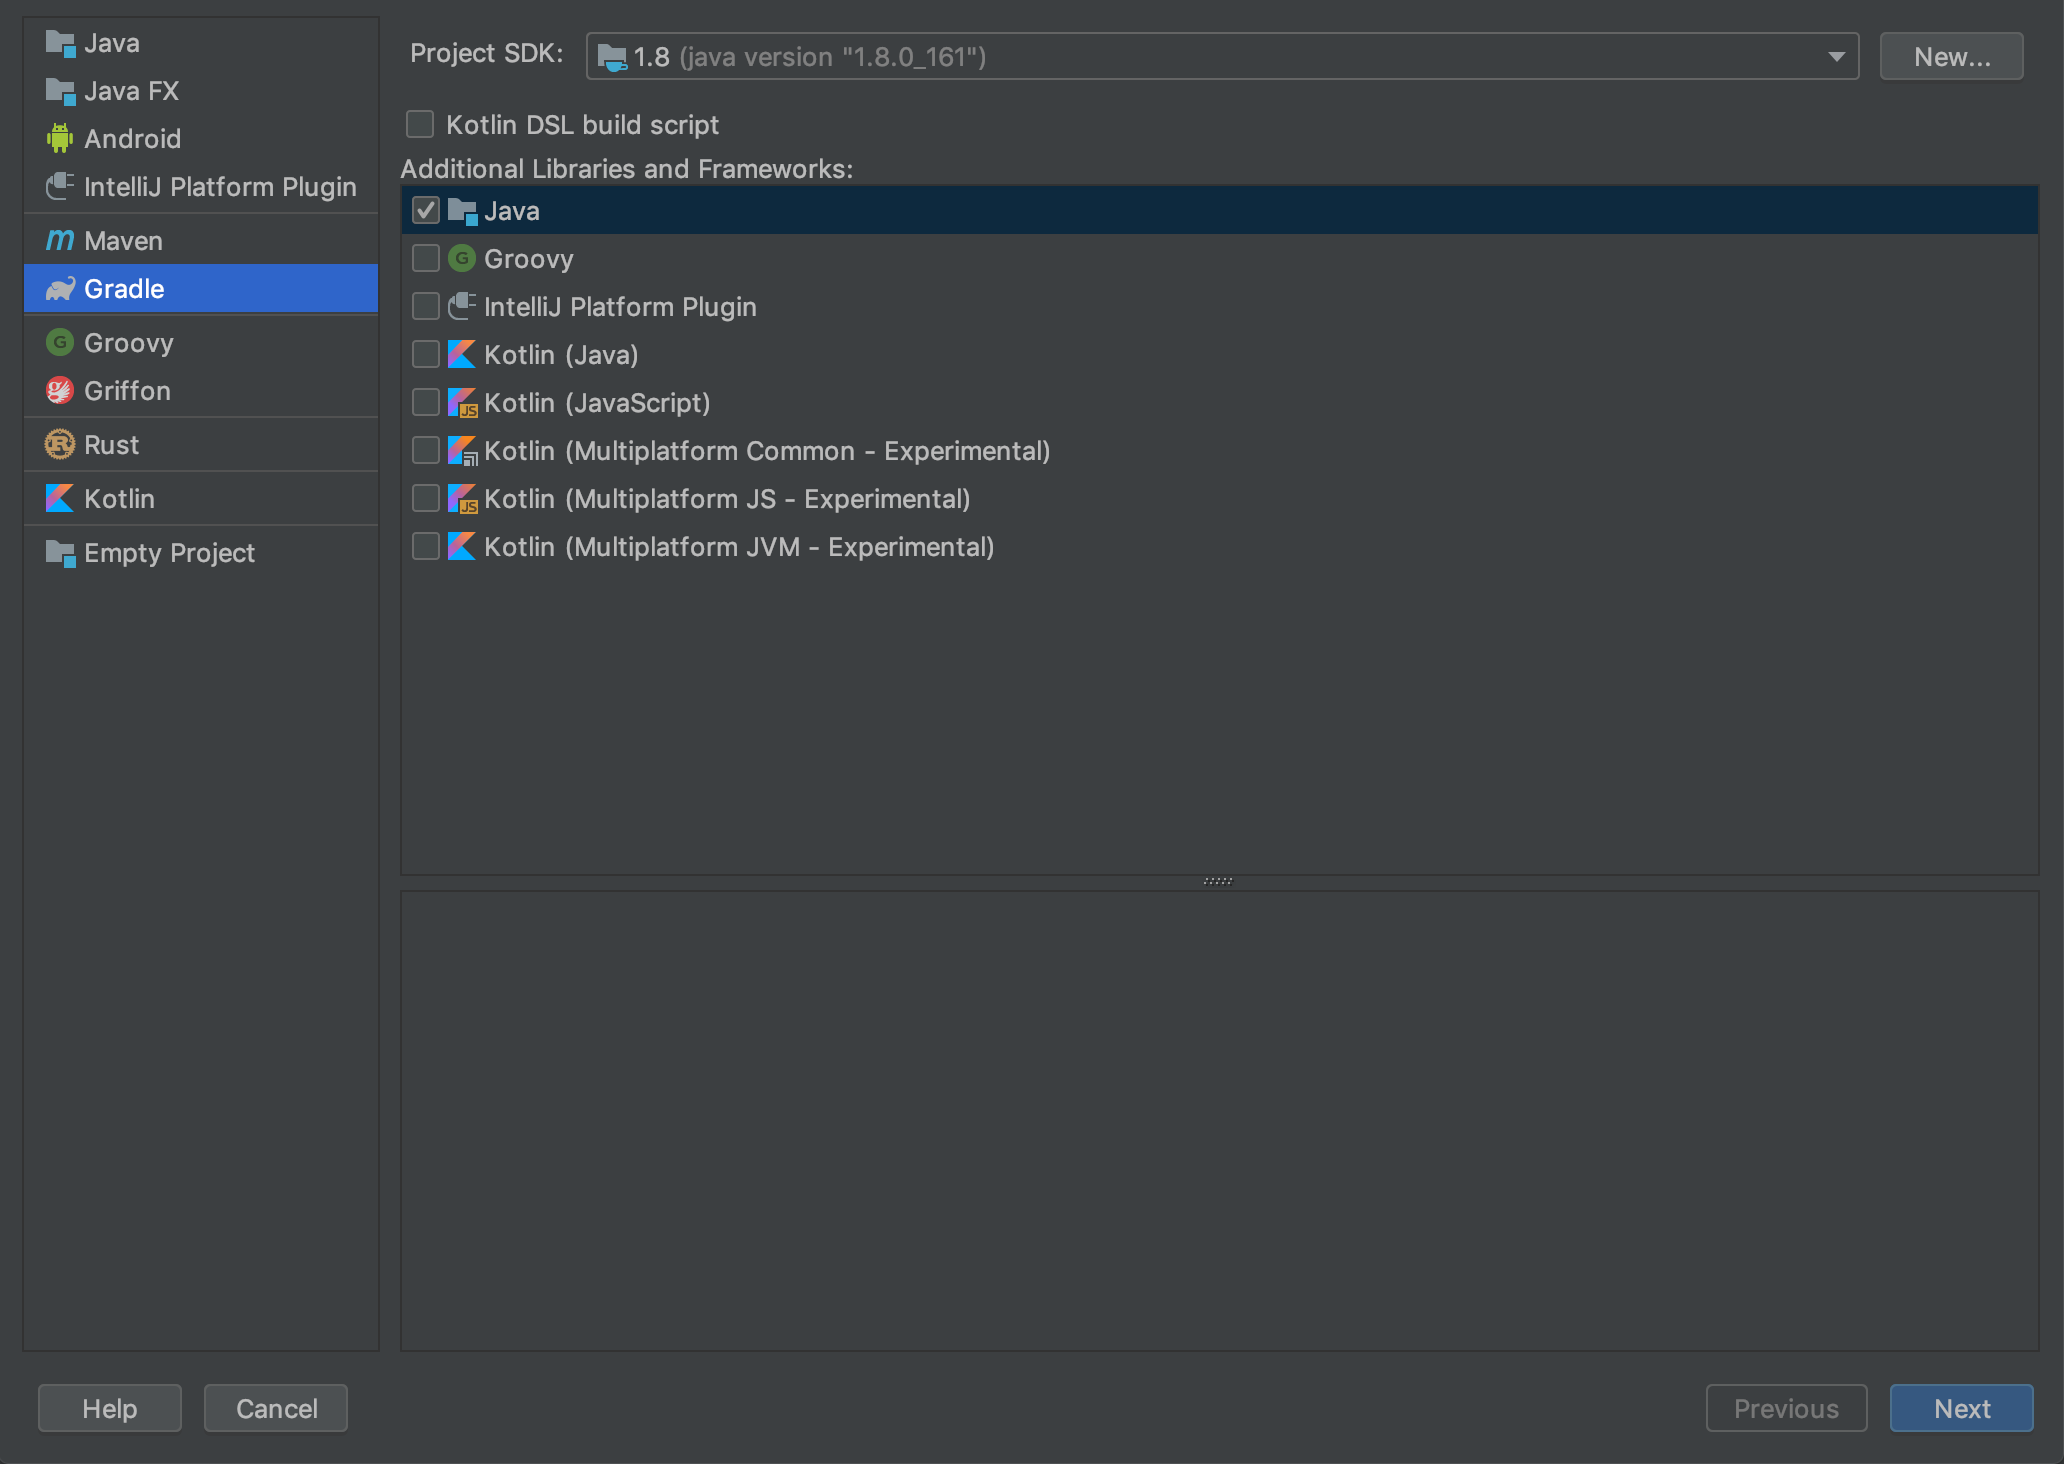 Java
Java FX
Android
IntelliJ Platform Plugin
Maven
Gradle
Groovy
Griffon
Rust
Kotlin
Empty Project
Project SDK: 1.8 (java version "1.8.0_161") New...
Kotlin DSL build script
Additional Libraries and Frameworks:
Java
Groovy
IntelliJ Platform Plugin
Kotlin (Java)
Kotlin (JavaScript)
Kotlin (Multiplatform Common - Experimental)
Kotlin (Multiplatform JS - Experimental)
Kotlin (Multiplatform JVM - Experimental)
Help Cancel Previous Next